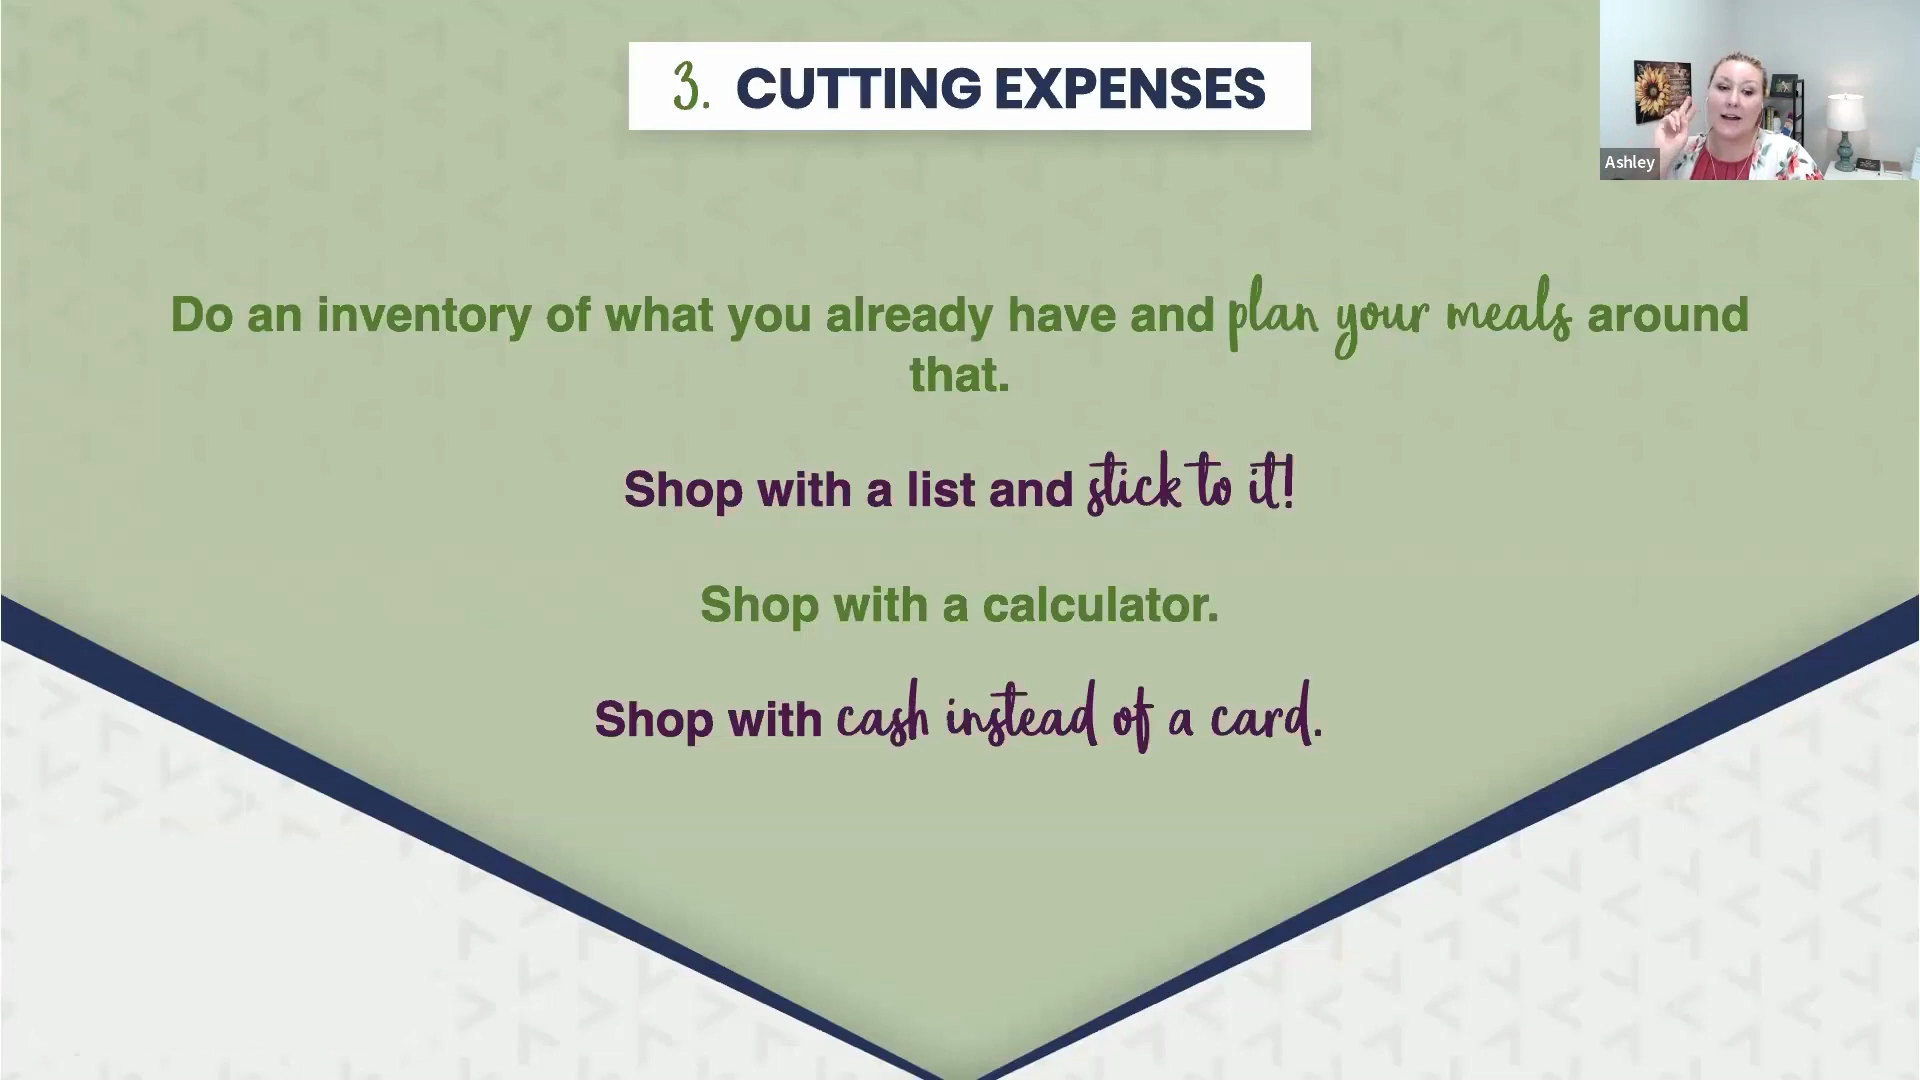 3. CUTTING EXPENSES
Ashley
Do an inventory of what you already have and plan your meals around
that.
Shop with a list and stick to it!
Shop with a calculator.
Shop with cash instead of a card.